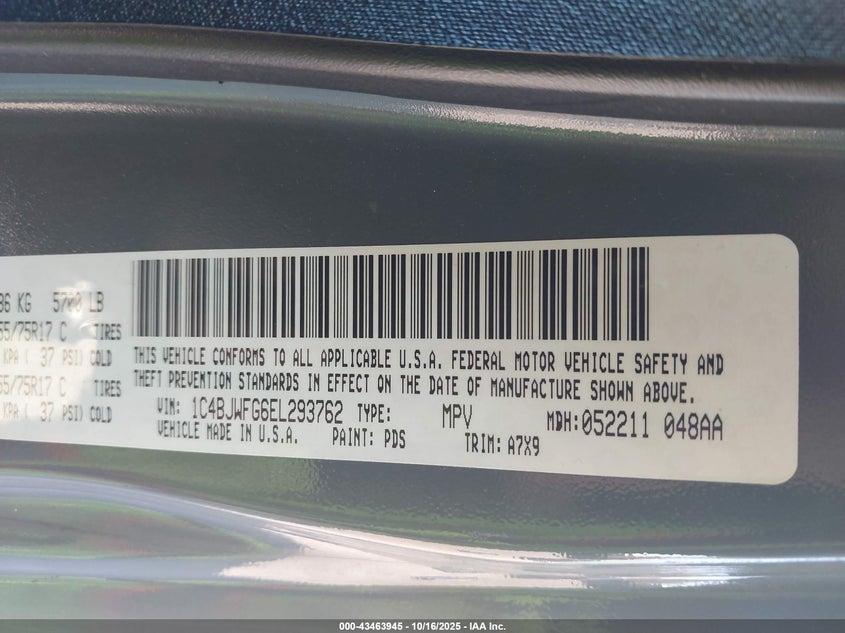 86 KG 5700 LB
55/75R17 C TIRES
KPA ( 37 PSI) COLD
55/75R17 C TIRES
KPA ( 37 PSI) COLD
THIS VEHICLE CONFORMS TO ALL APPLICABLE U.S.A. FEDERAL MOTOR VEHICLE SAFETY AND
THEFT PREVENTION STANDARDS IN EFFECT ON THE DATE OF MANUFACTURE SHOWN ABOVE.
VIN: 1C4BJWFG6EL293762 TYPE: MPV MDH: 052211 048AA
VEHICLE MADE IN U.S.A. PAINT: PDS TRIM: A7X9
000-43463945 - 10/16/2025 - IAA Inc.